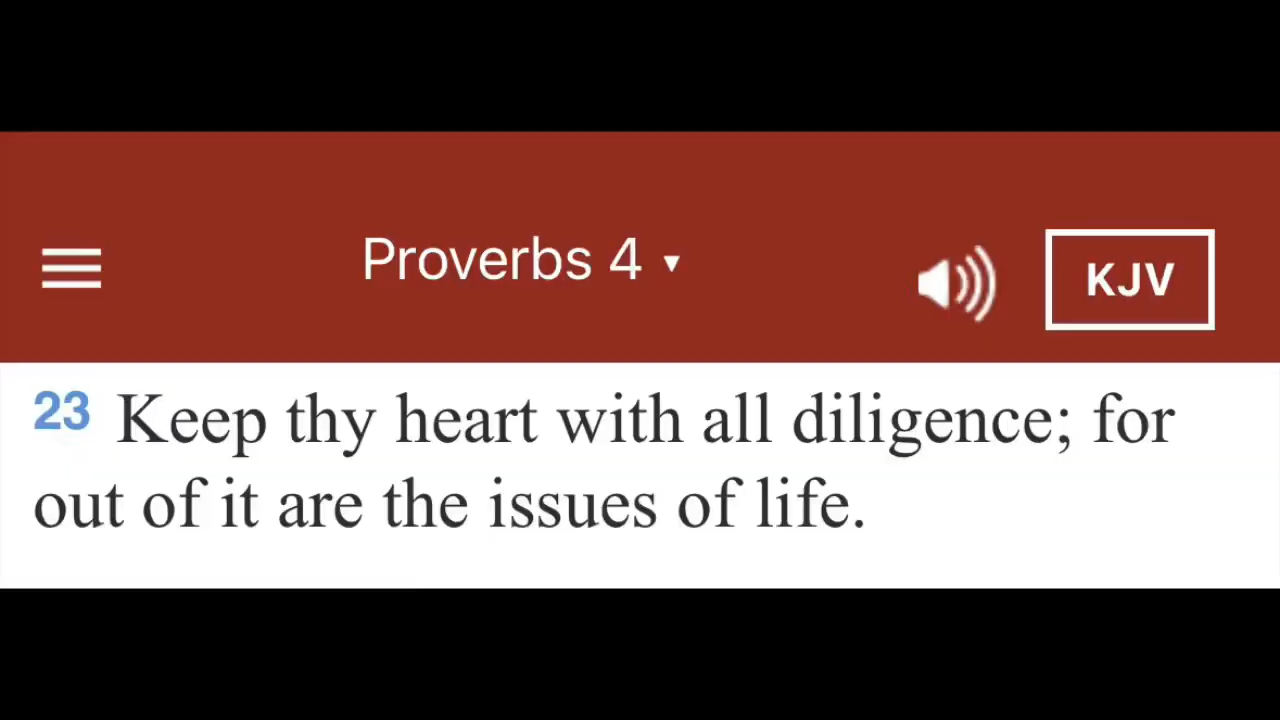 Proverbs 4 ▾
KJV
23 Keep thy heart with all diligence; for
out of it are the issues of life.